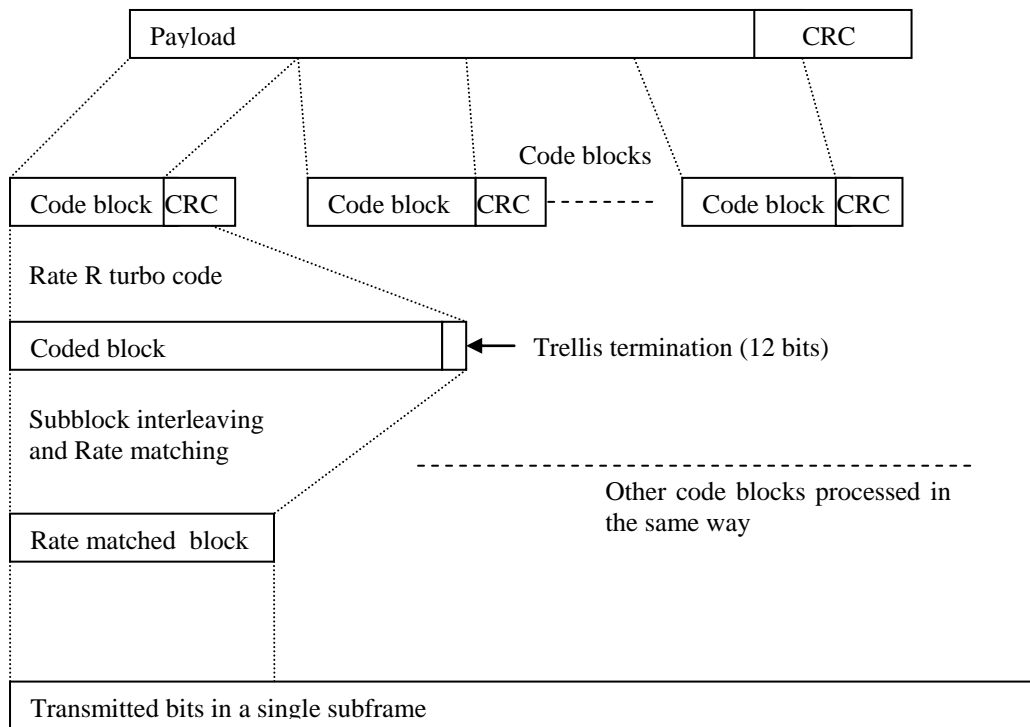 Payload
CRC
Code blocks
Code block CRC
Code block CRC
Code block CRC
Rate R turbo code
Coded block
Trellis termination (12 bits)
Subblock interleaving
and Rate matching
Other code blocks processed in
the same way
Rate matched block
Transmitted bits in a single subframe